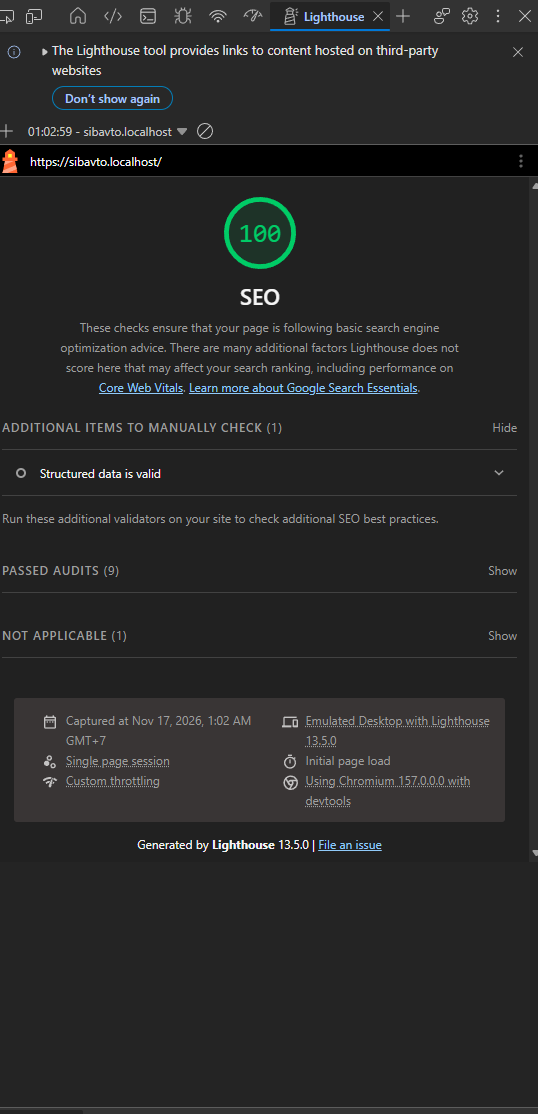 Lighthouse
The Lighthouse tool provides links to content hosted on third-party
websites
Don't show again
01:02:59 - sibavto.localhost
https://sibavto.localhost/
100
SEO
These checks ensure that your page is following basic search engine
optimization advice. There are many additional factors Lighthouse does not
score here that may affect your search ranking, including performance on
Core Web Vitals. Learn more about Google Search Essentials.
ADDITIONAL ITEMS TO MANUALLY CHECK (1)
Hide
Structured data is valid
Run these additional validators on your site to check additional SEO best practices.
PASSED AUDITS (9)
Show
NOT APPLICABLE (1)
Show
Captured at Nov 17, 2026, 1:02 AM
GMT+7
Emulated Desktop with Lighthouse
13.5.0
Single page session
Initial page load
Custom throttling
Using Chromium 157.0.0.0 with
devtools
Generated by Lighthouse 13.5.0 | File an issue